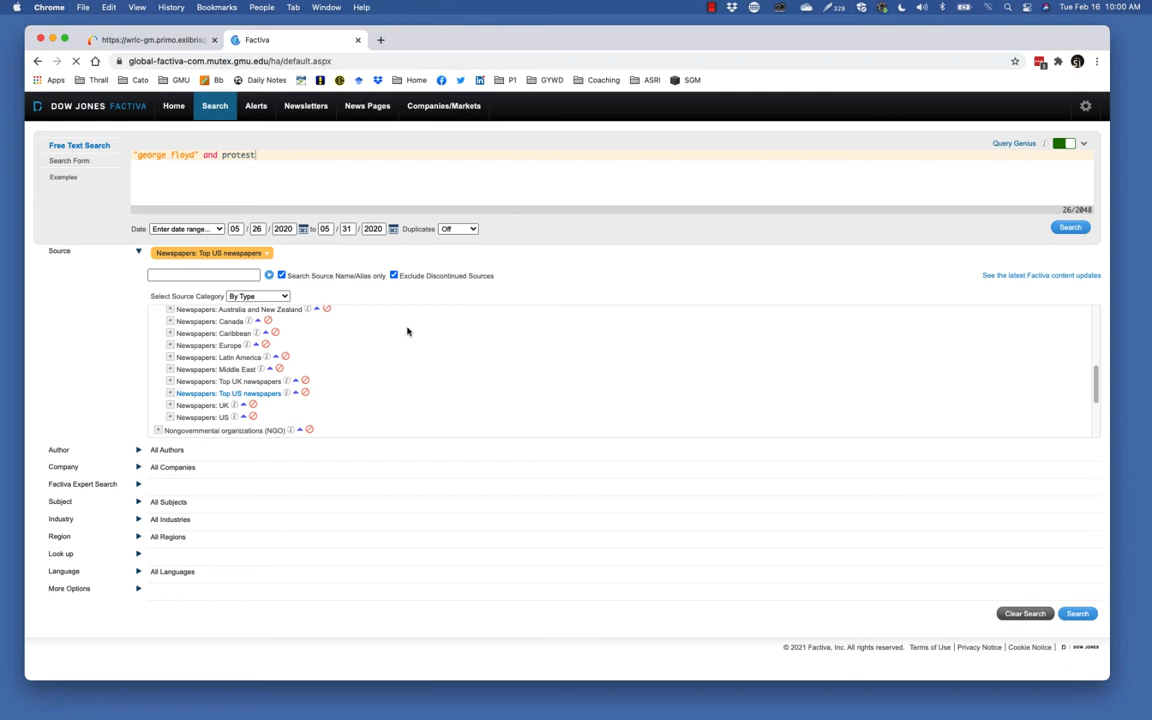 Chrome File Edit View History Bookmarks People Tab Window Help 329 Tue Feb 16 10:00 AM
https://wrlc-gm.primo.exlibrisg Factiva
global-factiva-com.mutex.gmu.edu/ha/default.aspx
Apps Thrall Cato GMU Bb Daily Notes Home P1 GYWD Coaching ASRI SGM
DOW JONES FACTIVA Home Search Alerts Newsletters News Pages Companies/Markets
Free Text Search
Query Genius
Search Form
Examples
"george floyd" and protest
26/2048
Date Enter date range... 05 / 26 / 2020 to 05 / 31 / 2020 Duplicates Off Search
Source Newspapers: Top US newspapers
Search Source Name/Alias only Exclude Discontinued Sources See the latest Factiva content updates
Select Source Category By Type
Newspapers: Australia and New Zealand
Newspapers: Canada
Newspapers: Caribbean
Newspapers: Europe
Newspapers: Latin America
Newspapers: Middle East
Newspapers: Top UK newspapers
Newspapers: Top US newspapers
Newspapers: UK
Newspapers: US
Nongovernmental organizations (NGO)
Author All Authors
Company All Companies
Factiva Expert Search
Subject All Subjects
Industry All Industries
Region All Regions
Look up
Language All Languages
More Options
Clear Search Search
© 2021 Factiva, Inc. All rights reserved. Terms of Use | Privacy Notice | Cookie Notice | DOW JONES